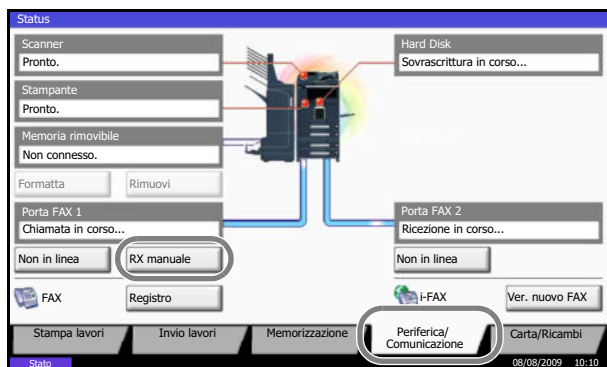 Status
Scanner
Pronto.
Hard Disk
Sovrascrittura in corso...
Stampante
Pronto.
Memoria rimovibile
Non connesso.
Formatta
Rimuovi
Porta FAX 1
Chiamata in corso...
Porta FAX 2
Ricezione in corso...
Non in linea
RX manuale
Non in linea
FAX
Registro
i-FAX
Ver. nuovo FAX
Stampa lavori
Invio lavori
Memorizzazione
Periferica/
Comunicazione
Carta/Ricambi
Stato
08/08/2009 10:10